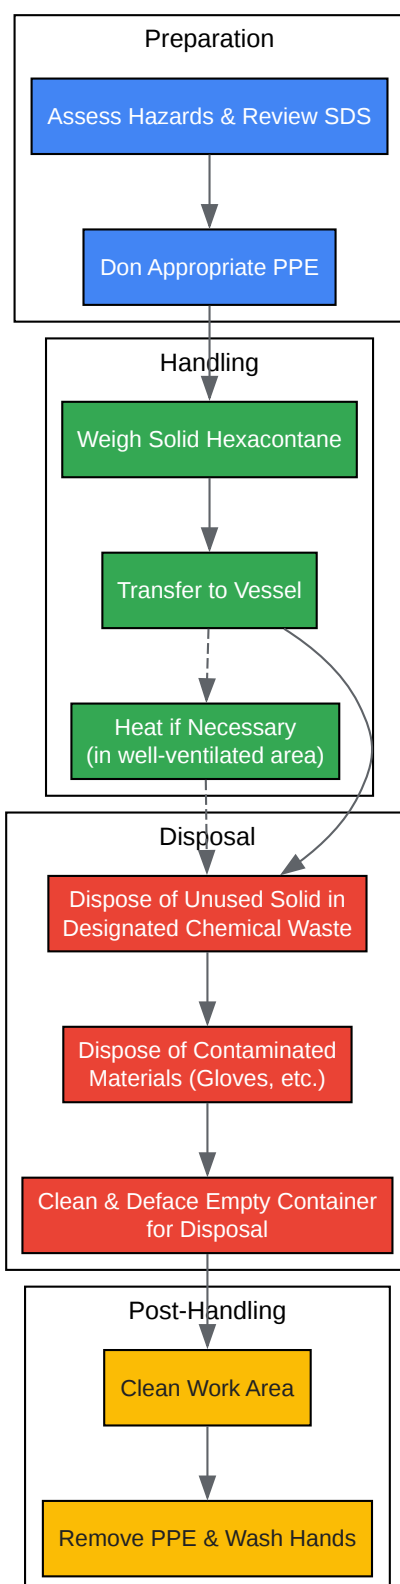 Preparation
Assess Hazards & Review SDS
Don Appropriate PPE
Handling
Weigh Solid Hexacontane
Transfer to Vessel
Heat if Necessary
(in well-ventilated area)
Disposal
Dispose of Unused Solid in
Designated Chemical Waste
Dispose of Contaminated
Materials (Gloves, etc.)
Clean & Deface Empty Container
for Disposal
Post-Handling
Clean Work Area
Remove PPE & Wash Hands